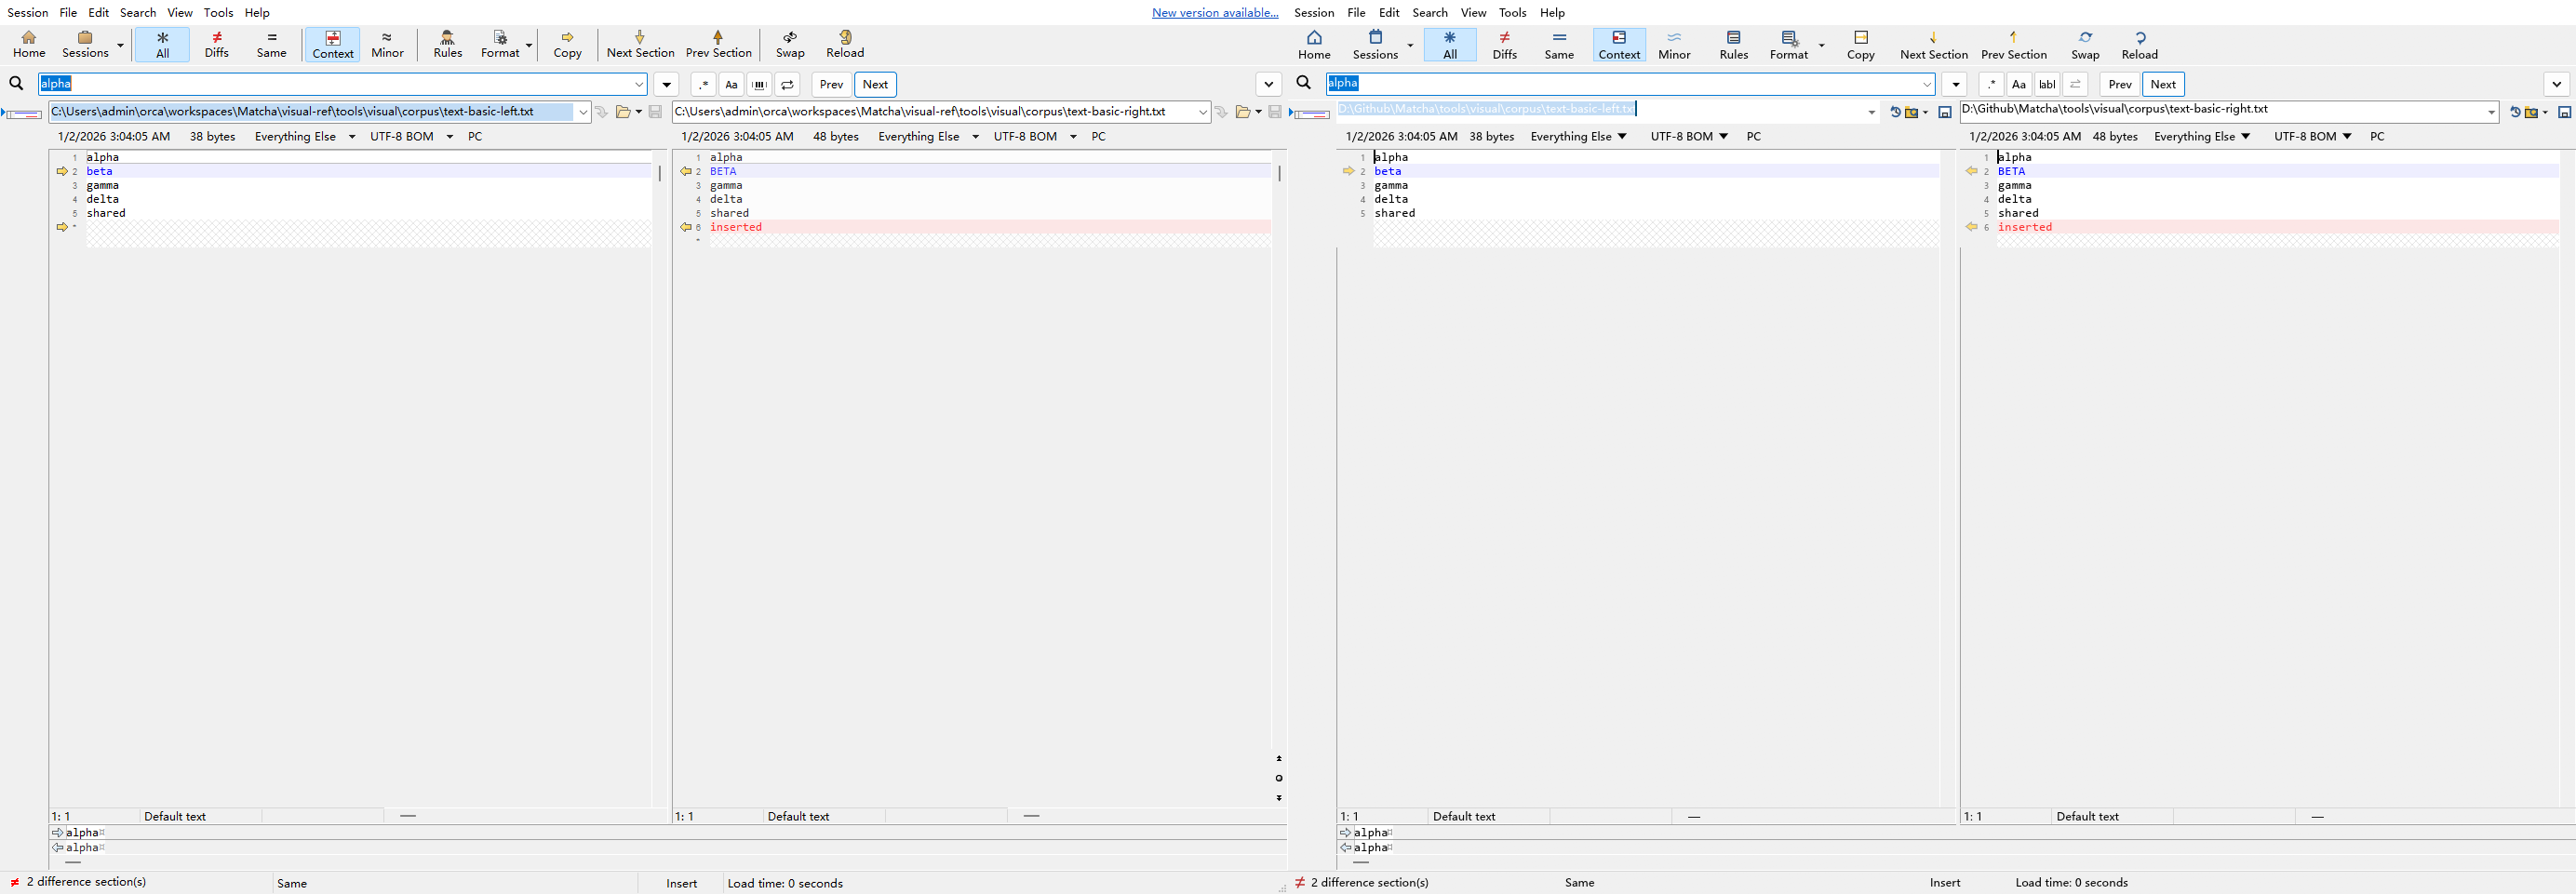 Session File Edit Search View Tools Help New version available... Session File Edit Search View Tools Help
Home Sessions All Diffs Same Context Minor Rules Format Copy Next Section Prev Section Swap Reload Home Sessions All Diffs Same Context Minor Rules Format Copy Next Section Prev Section Swap Reload
alpha .* Aa Prev Next alpha .* Aa |abl Prev Next
C:\Users\admin\orca\workspaces\Matcha\visual-ref\tools\visual\corpus\text-basic-left.txt C:\Users\admin\orca\workspaces\Matcha\visual-ref\tools\visual\corpus\text-basic-right.txt D:\Github\Matcha\tools\visual\corpus\text-basic-left.txt D:\Github\Matcha\tools\visual\corpus\text-basic-right.txt
1/2/2026 3:04:05 AM 38 bytes Everything Else UTF-8 BOM PC 1/2/2026 3:04:05 AM 48 bytes Everything Else UTF-8 BOM PC 1/2/2026 3:04:05 AM 38 bytes Everything Else UTF-8 BOM PC 1/2/2026 3:04:05 AM 48 bytes Everything Else UTF-8 BOM PC
1 alpha 1 alpha 1 alpha 1 alpha
2 beta 2 BETA 2 beta 2 BETA
3 gamma 3 gamma 3 gamma 3 gamma
4 delta 4 delta 4 delta 4 delta
5 shared 5 shared 5 shared 5 shared
6 inserted 6 inserted
1: 1 Default text 1: 1 Default text 1: 1 Default text 1: 1 Default text
alpha¤ alpha¤
alpha¤ alpha¤
≠ 2 difference section(s) Same Insert Load time: 0 seconds ≠ 2 difference section(s) Same Insert Load time: 0 seconds